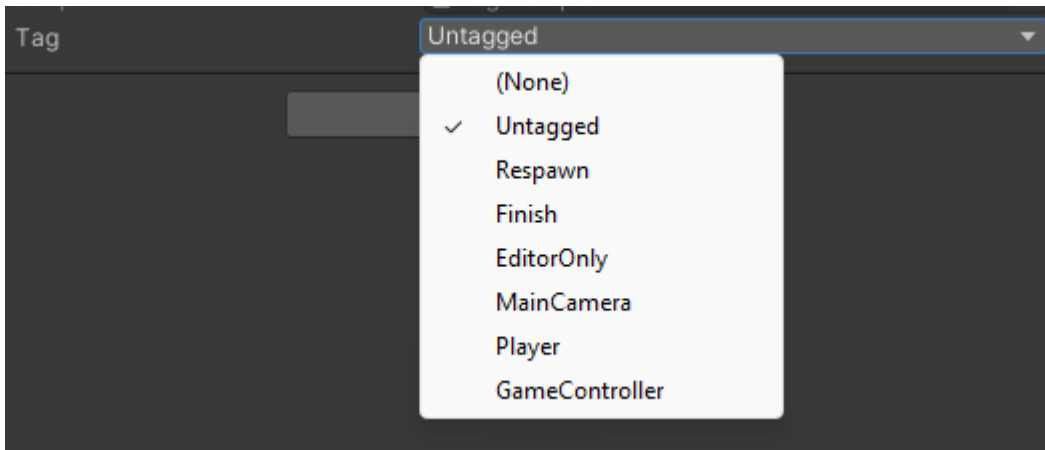 Tag
Untagged
(None)
Untagged
Respawn
Finish
EditorOnly
MainCamera
Player
GameController